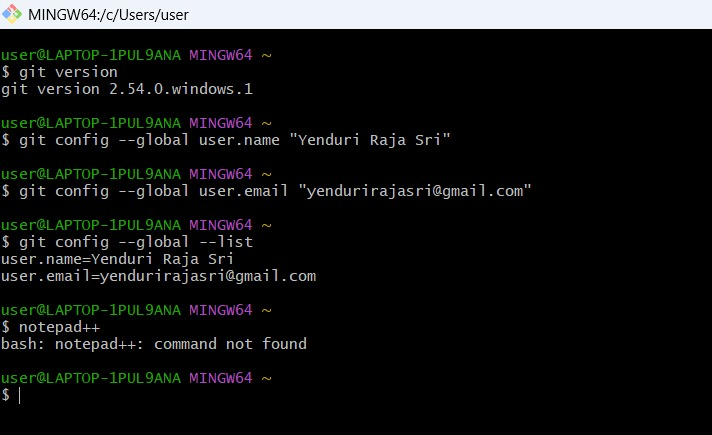 MINGW64:/c/Users/user
user@LAPTOP-1PUL9ANA MINGW64 ~
$ git version
git version 2.54.0.windows.1
user@LAPTOP-1PUL9ANA MINGW64 ~
$ git config --global user.name "Yenduri Raja Sri"
user@LAPTOP-1PUL9ANA MINGW64 ~
$ git config --global user.email "yendurirajasri@gmail.com"
user@LAPTOP-1PUL9ANA MINGW64 ~
$ git config --global --list
user.name=Yenduri Raja Sri
user.email=yendurirajasri@gmail.com
user@LAPTOP-1PUL9ANA MINGW64 ~
$ notepad++
bash: notepad++: command not found
user@LAPTOP-1PUL9ANA MINGW64 ~
$